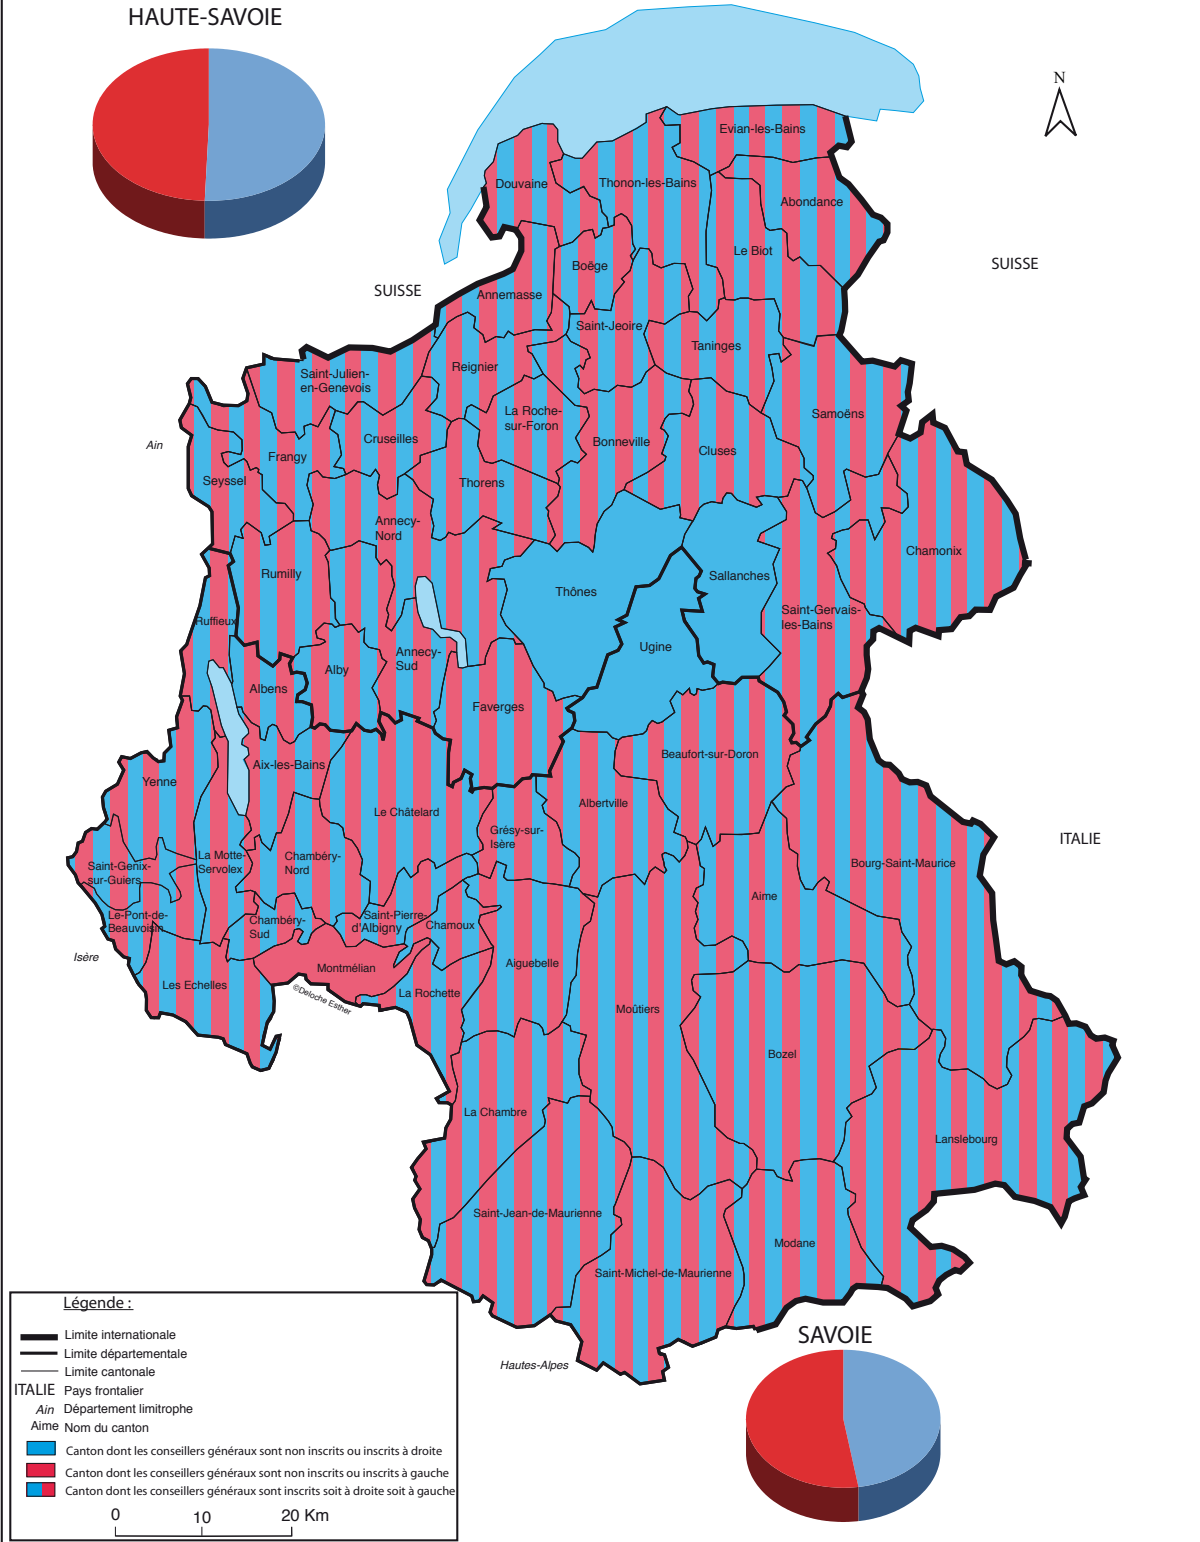 HAUTE-SAVOIE
N
Evian-les-Bains
Douvaine
Thonon-les-Bains
Abondance
Le Biot
SUISSE
Boëge
SUISSE
Annemasse
Saint-Jeoire
Taninges
Reignier
Saint-Julien-
en-Genevois
La Roche-
sur-Foron
Samoëns
Cruseilles
Bonneville
Ain
Cluses
Frangy
Seyssel
Thorens
Annecy-
Nord
Chamonix
Rumilly
Sallanches
Thônes
Saint-Gervais-
les-Bains
Ruffieux
Ugine
Annecy-
Sud
Alby
Albens
Faverges
Beaufort-sur-Doron
Aix-les-Bains
Yenne
Albertville
Le Châtelard
Grésy-sur-
Isère
ITALIE
La Motte-
Servolex
Chambéry-
Nord
Bourg-Saint-Maurice
Saint-Genix-
sur-Guiers
Aime
Le-Pont-de-
Beauvoisin
Chambéry-
Sud
Saint-Pierre-
d'Albigny
Chamoux
Isère
Aiguebelle
Montmélian
Les Echelles
La Rochette
©Deloche Esther
Moûtiers
Bozel
La Chambre
Lanslebourg
Saint-Jean-de-Maurienne
Modane
Saint-Michel-de-Maurienne
Légende :
Limite internationale
Limite départementale
Limite cantonale
ITALIE Pays frontalier
Ain Département limitrophe
Aime Nom du canton
Canton dont les conseillers généraux sont non inscrits ou inscrits à droite
Canton dont les conseillers généraux sont non inscrits ou inscrits à gauche
Canton dont les conseillers généraux sont inscrits soit à droite soit à gauche
0 10 20 Km
Hautes-Alpes
SAVOIE